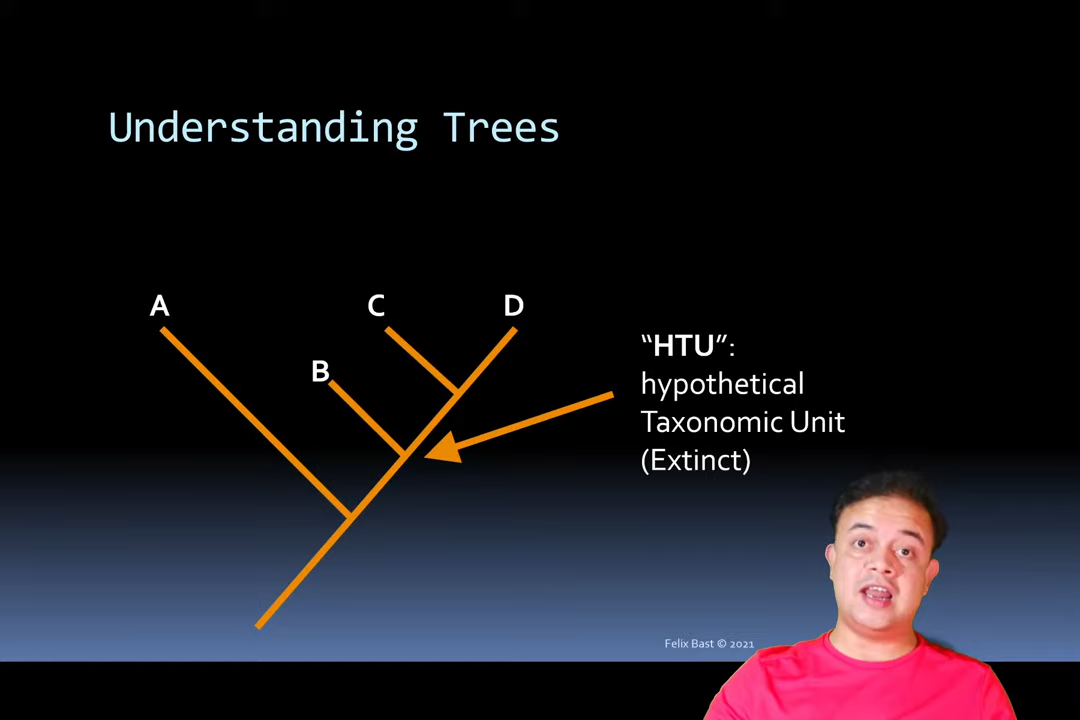 Understanding Trees
A
C
D
B
“HTU”:
hypothetical
Taxonomic Unit
(Extinct)
Felix Bast © 2021